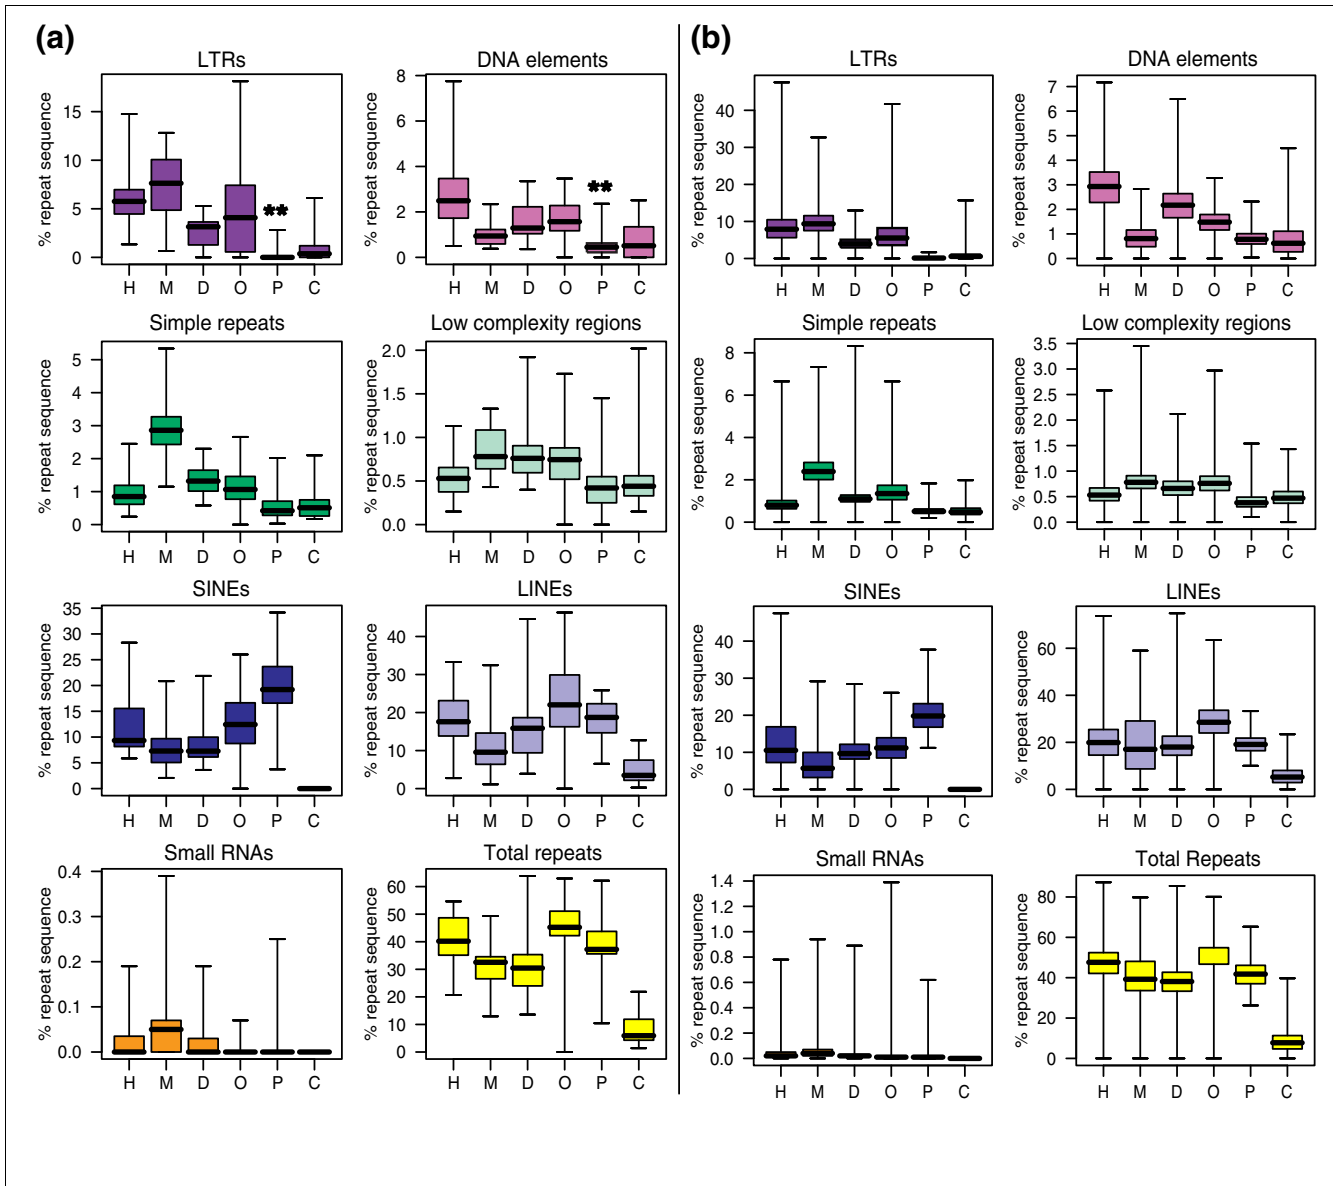 (a)
(b)
LTRs
DNA elements
LTRs
DNA elements
% repeat sequence
15
10
5
0
H M D O P C
**
% repeat sequence
8
6
4
2
0
H M D O P C
**
% repeat sequence
40
30
20
10
0
H M D O P C
% repeat sequence
7
6
5
4
3
2
1
0
H M D O P C
Simple repeats
Low complexity regions
Simple repeats
Low complexity regions
% repeat sequence
5
4
3
2
1
0
H M D O P C
% repeat sequence
2.0
1.5
1.0
0.5
0.0
H M D O P C
% repeat sequence
8
6
4
2
0
H M D O P C
% repeat sequence
3.5
3.0
2.5
2.0
1.5
1.0
0.5
0.0
H M D O P C
SINEs
LINEs
SINEs
LINEs
% repeat sequence
35
30
25
20
15
10
5
0
H M D O P C
% repeat sequence
40
30
20
10
0
H M D O P C
% repeat sequence
40
30
20
10
0
H M D O P C
% repeat sequence
60
40
20
0
H M D O P C
Small RNAs
Total repeats
Small RNAs
Total Repeats
% repeat sequence
0.4
0.3
0.2
0.1
0.0
H M D O P C
% repeat sequence
60
50
40
30
20
10
0
H M D O P C
% repeat sequence
1.4
1.2
1.0
0.8
0.6
0.4
0.2
0.0
H M D O P C
% repeat sequence
80
60
40
20
0
H M D O P C